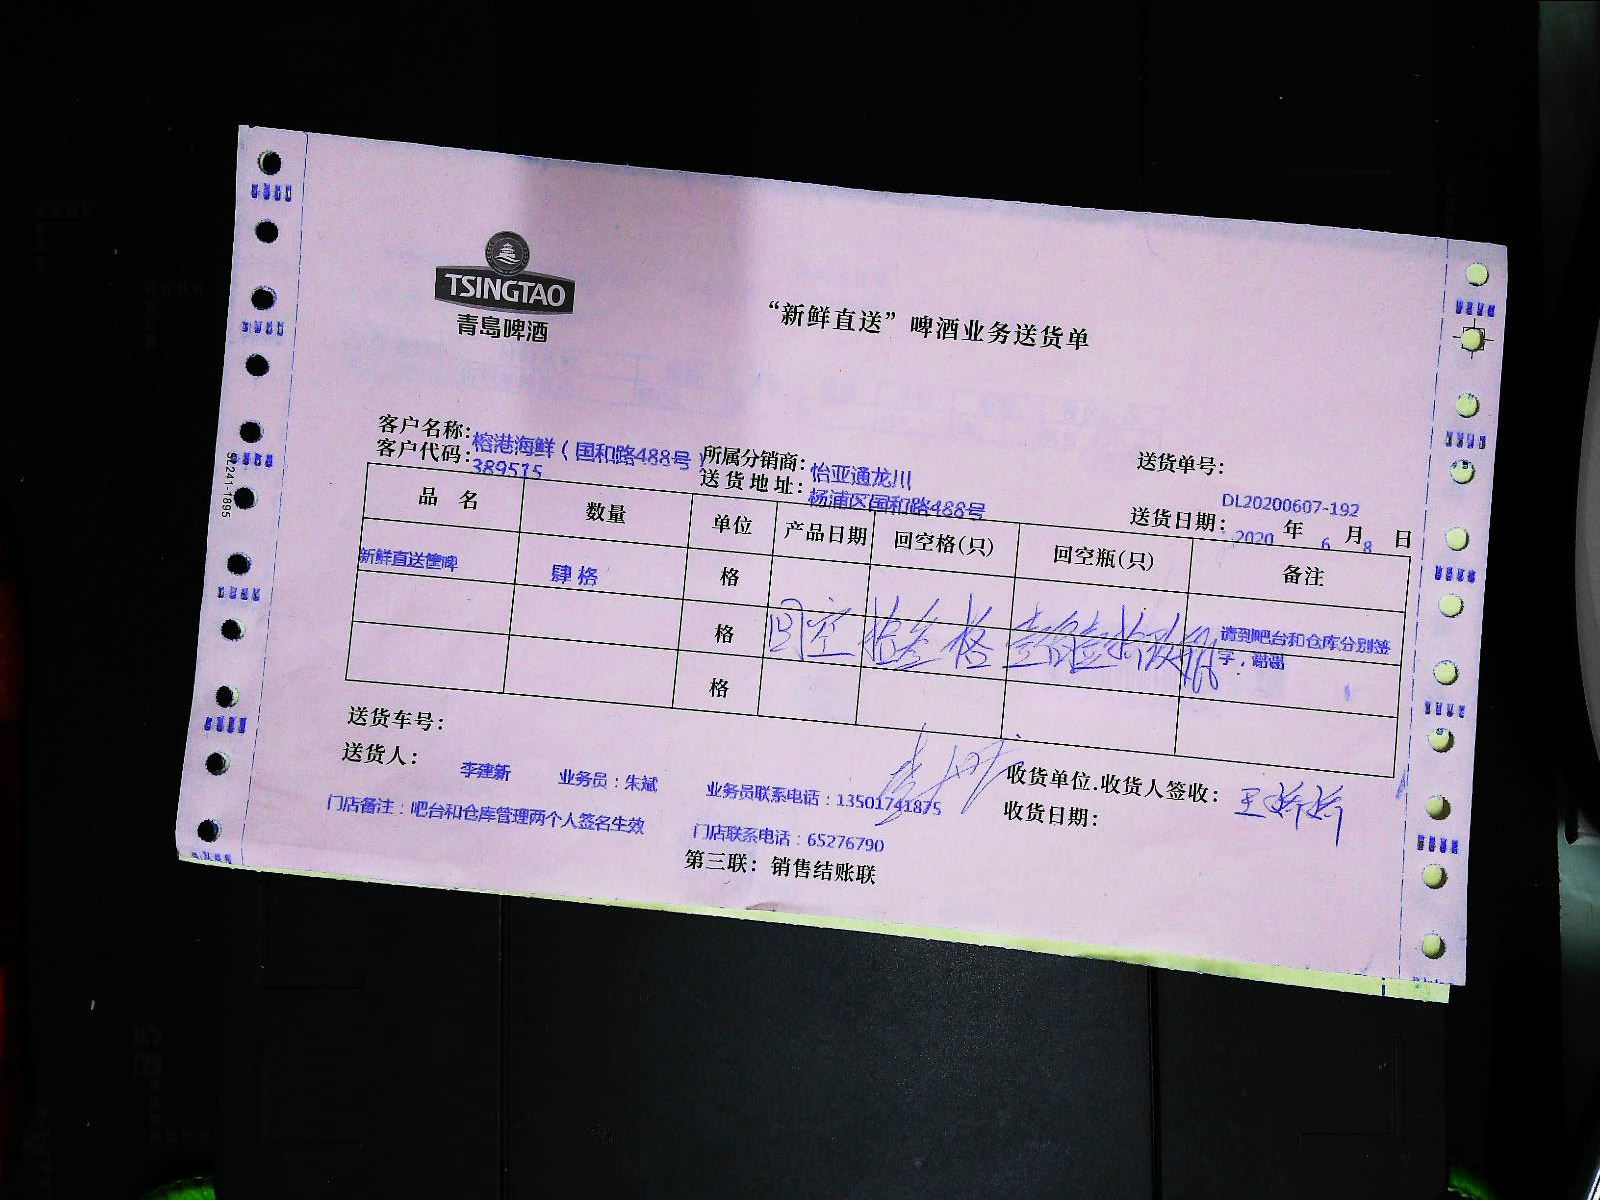 TSINGTAO
青岛啤酒
“新鲜直送”啤酒业务送货单
客户名称: 榕港海鲜（国和路488号） 所属分销商: 怡亚通龙川 送货单号: DL20200607-192
客户代码: 389515 送货地址: 杨浦区国和路488号 送货日期: 2020 年 6 月 8 日
品 名 数量 单位 产品日期 回空格(只) 回空瓶(只) 备注
新鲜直送筐啤 肆格 格
格 回空 拾叁格 请到吧台和仓库分别签字，谢谢
格
送货车号:
送货人: 李建新 业务员：朱斌 业务员联系电话：13501741875 收货单位.收货人签收: 王娇娇
门店备注：吧台和仓库管理两个人签名生效 门店联系电话：65276790 收货日期:
第三联: 销售结账联
SL241-1895